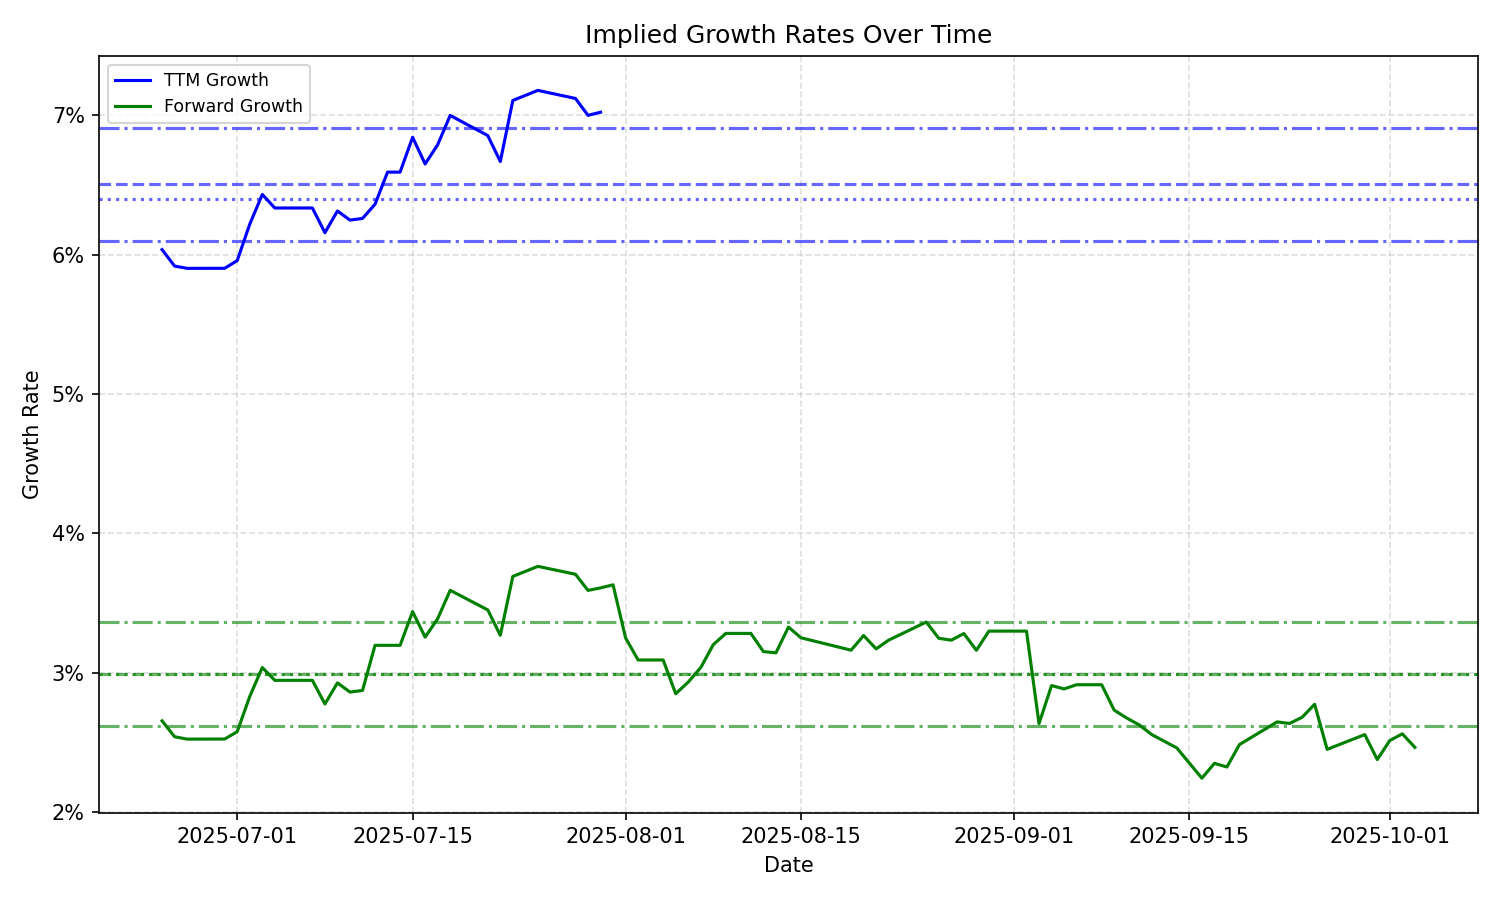 Implied Growth Rates Over Time
TTM Growth
Forward Growth
7%
6%
5%
4%
3%
2%
Growth Rate
2025-07-01
2025-07-15
2025-08-01
2025-08-15
2025-09-01
2025-09-15
2025-10-01
Date